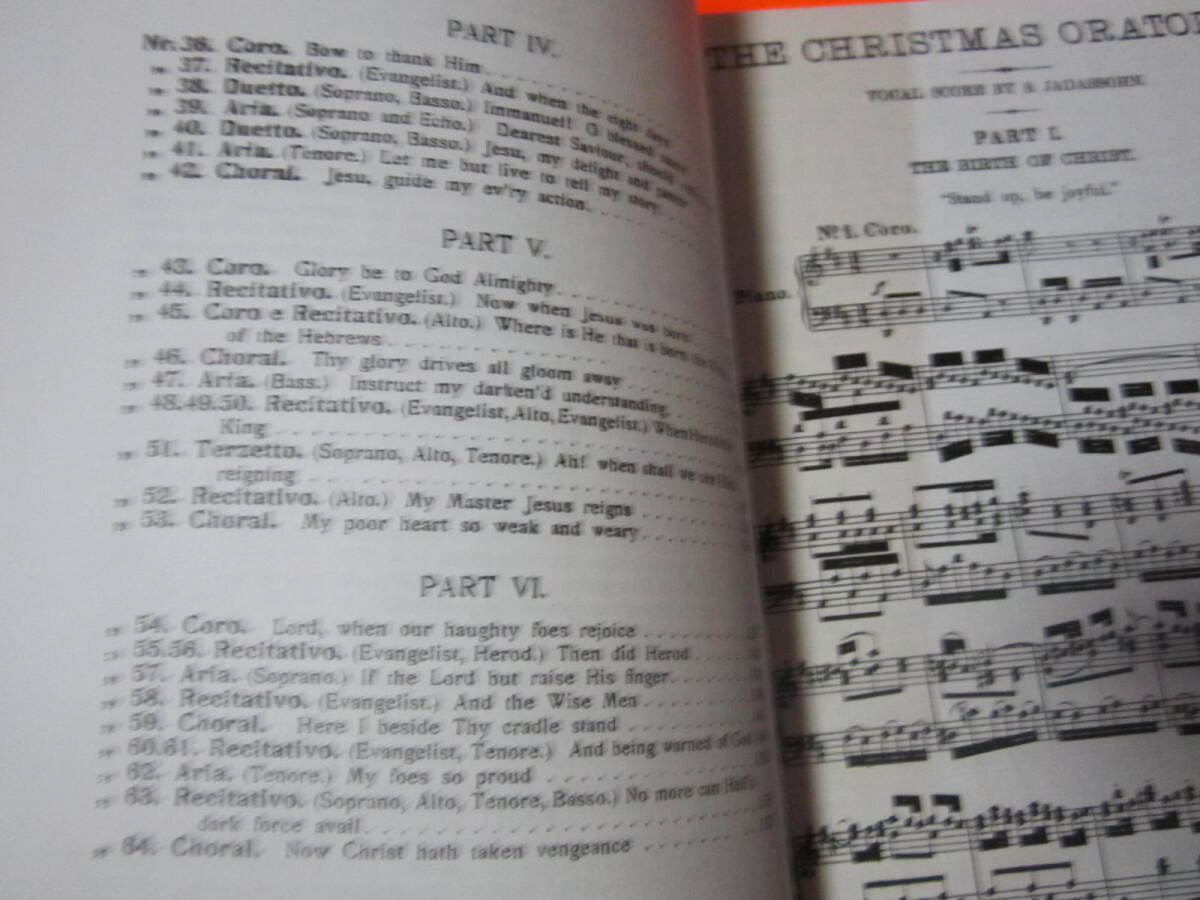 PART IV.
Nr. 36. Coro. Bow to thank Him
" 37. Recitativo. (Evangelist.) And when the eight days
" 38. Duetto. (Soprano, Basso.) Immanuel! O blessed
" 39. Aria. (Soprano and Echo.) Dearest Saviour, should
" 40. Duetto. (Soprano, Basso.) Jesu, my delight and
" 41. Aria. (Tenore.) Let me but live to tell my story
" 42. Choral. Jesu, guide my ev'ry action.
PART V.
" 43. Coro. Glory be to God Almighty
" 44. Recitativo. (Evangelist.) Now when Jesus was born
" 45. Coro e Recitativo. (Alto.) Where is He that is born
of the Hebrews
" 46. Choral. Thy glory drives all gloom away
" 47. Aria. (Bass.) Instruct my darken'd understanding
" 48.49.50. Recitativo. (Evangelist, Alto, Evangelist.) When Herod
King
" 51. Terzetto. (Soprano, Alto, Tenore.) Ah! when shall we see Him
reigning
" 52. Recitativo. (Alto.) My Master Jesus reigns
" 53. Choral. My poor heart so weak and weary
PART VI.
" 54. Coro. Lord, when our haughty foes rejoice
" 55.56. Recitativo. (Evangelist, Herod.) Then did Herod
" 57. Aria. (Soprano.) If the Lord but raise His finger
" 58. Recitativo. (Evangelist.) And the Wise Men
" 59. Choral. Here I beside Thy cradle stand
" 60.61. Recitativo. (Evangelist, Tenore.) And being warned of God
" 62. Aria. (Tenore.) My foes so proud
" 63. Recitativo. (Soprano, Alto, Tenore, Basso.) No more can Hell's
dark force avail
" 64. Choral. Now Christ hath taken vengeance
THE CHRISTMAS ORATO
VOCAL SCORE BY S. JADASSOHN.
PART I.
THE BIRTH OF CHRIST.
"Stand up, be joyful."
No. 1. Coro.
Piano.